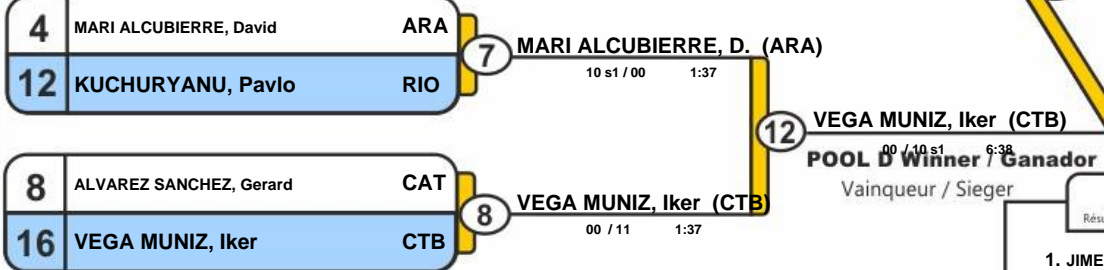 4 MARI ALCUBIERRE, David ARA
12 KUCHURYANU, Pavlo RIO
7
MARI ALCUBIERRE, D. (ARA)
10 s1 / 00 1:37
8 ALVAREZ SANCHEZ, Gerard CAT
16 VEGA MUNIZ, Iker CTB
8
VEGA MUNIZ, Iker (CTB)
00 / 11 1:37
12
VEGA MUNIZ, Iker (CTB)
00 / 10 s1 6:38
POOL D Winner / Ganador
Vainqueur / Sieger
1. JIME